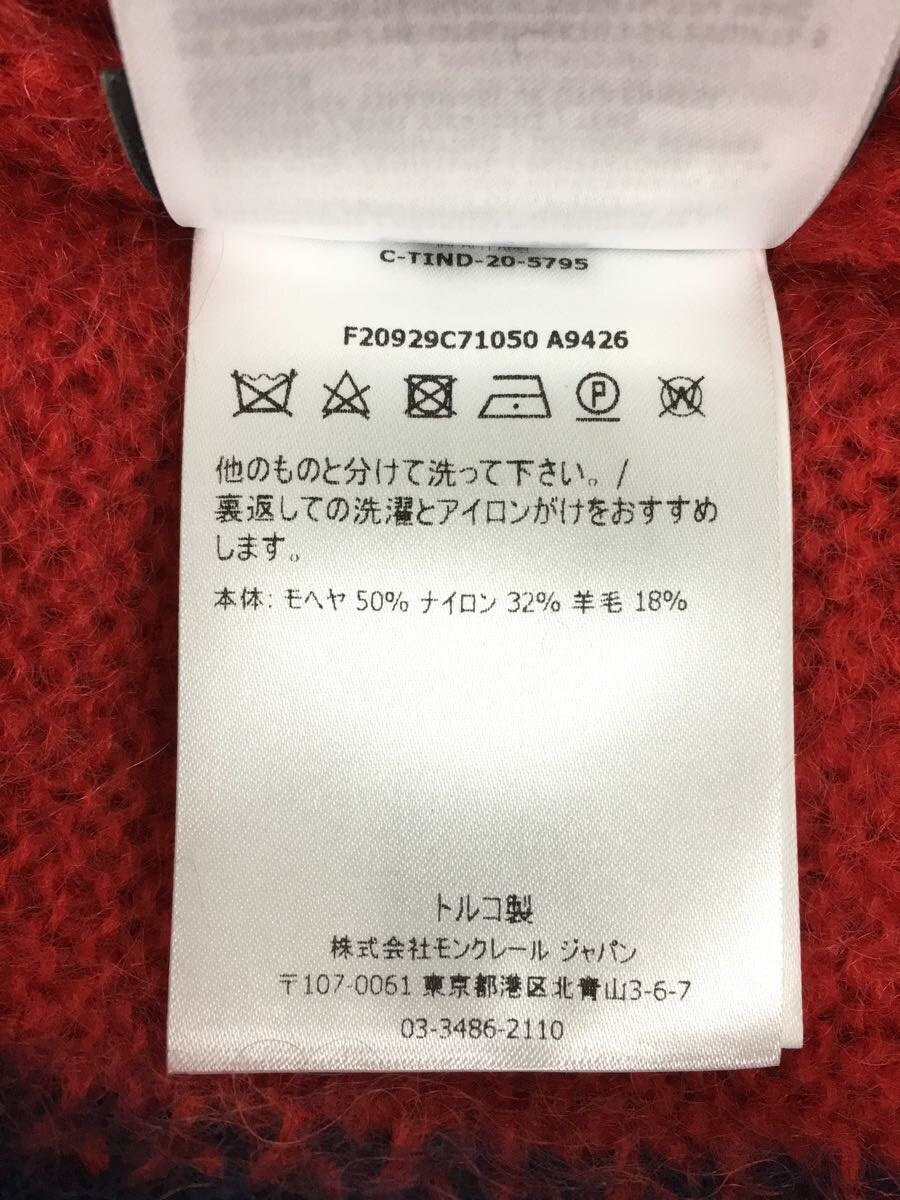 C-TIND-20-5795
F20929C71050 A9426
P
W
他のものと分けて洗って下さい。/
裏返しての洗濯とアイロンがけをおすすめ
します。
本体: モヘヤ 50% ナイロン 32% 羊毛 18%
トルコ製
株式会社モンクレール ジャパン
〒107-0061 東京都港区北青山3-6-7
03-3486-2110